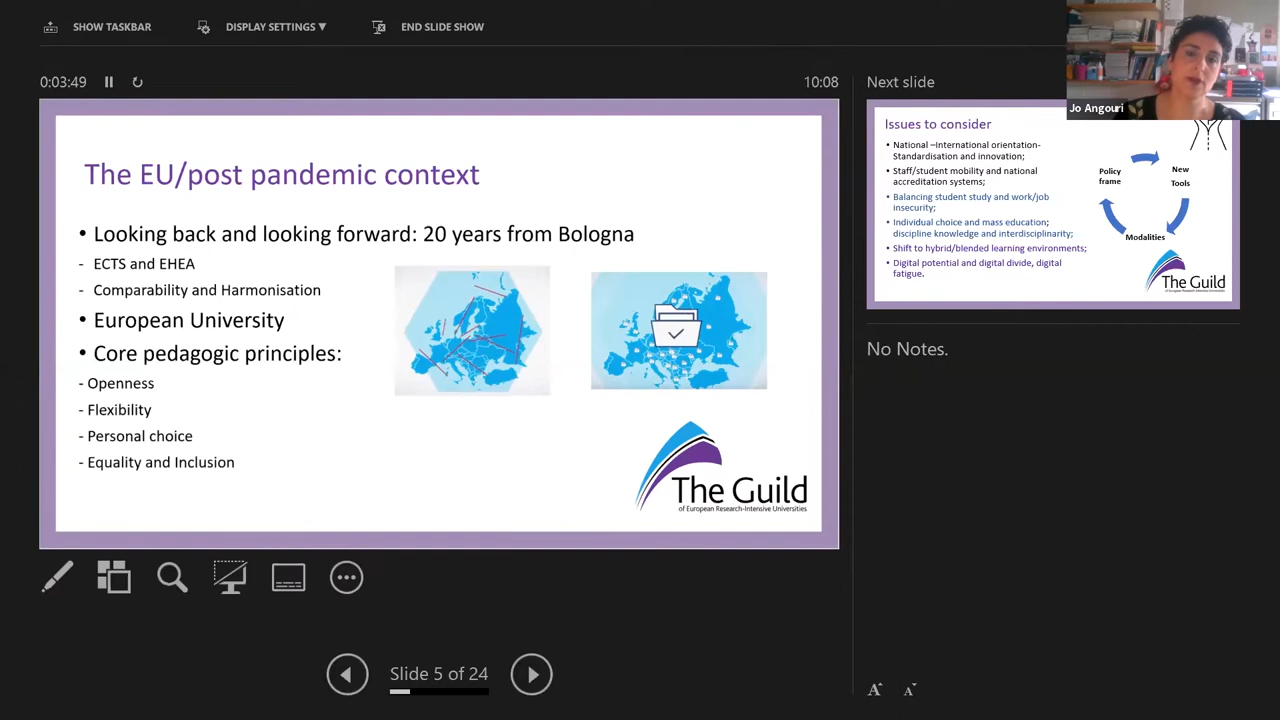 SHOW TASKBAR
DISPLAY SETTINGS ▼
END SLIDE SHOW
0:03:49
10:08
The EU/post pandemic context
• Looking back and looking forward: 20 years from Bologna
- ECTS and EHEA
- Comparability and Harmonisation
• European University
• Core pedagogic principles:
- Openness
- Flexibility
- Personal choice
- Equality and Inclusion
The Guild
of European Research-Intensive Universities
Slide 5 of 24
Next slide
Jo Angouri
Issues to consider
• National –International orientation-
Standardisation and innovation;
• Staff/student mobility and national
accreditation systems;
• Balancing student study and work/job
insecurity;
• Individual choice and mass education;
discipline knowledge and interdisciplinarity;
• Shift to hybrid/blended learning environments;
• Digital potential and digital divide, digital
fatigue.
Policy
frame
New
Tools
Modalities
The Guild
of European Research-Intensive Universities
No Notes.
A
A